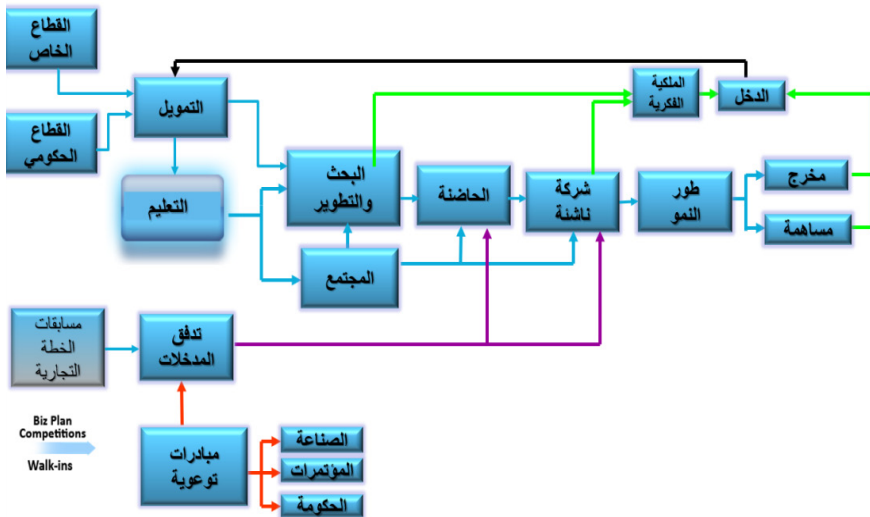 القطاع
الخاص
القطاع
الحكومي
التمويل
التعليم
البحث
والتطوير
المجتمع
الحاضنة
شركة
ناشئة
طور
النمو
الملكية
الفكرية
الدخل
مخرج
مساهمة
مسابقات
الخطة
التجارية
تدفق
المدخلات
Biz Plan
Competitions
Walk-ins
مبادرات
توعوية
الصناعة
المؤتمرات
الحكومة